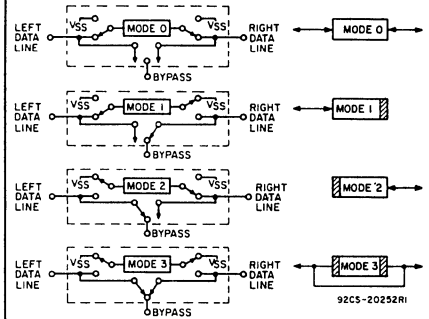 LEFT DATA LINE
VSS
MODE 0
VSS
RIGHT DATA LINE
BYPASS
MODE 0
LEFT DATA LINE
VSS
MODE 1
VSS
RIGHT DATA LINE
BYPASS
MODE 1
LEFT DATA LINE
VSS
MODE 2
VSS
RIGHT DATA LINE
BYPASS
MODE 2
LEFT DATA LINE
VSS
MODE 3
VSS
RIGHT DATA LINE
BYPASS
MODE 3
92CS-20252R1